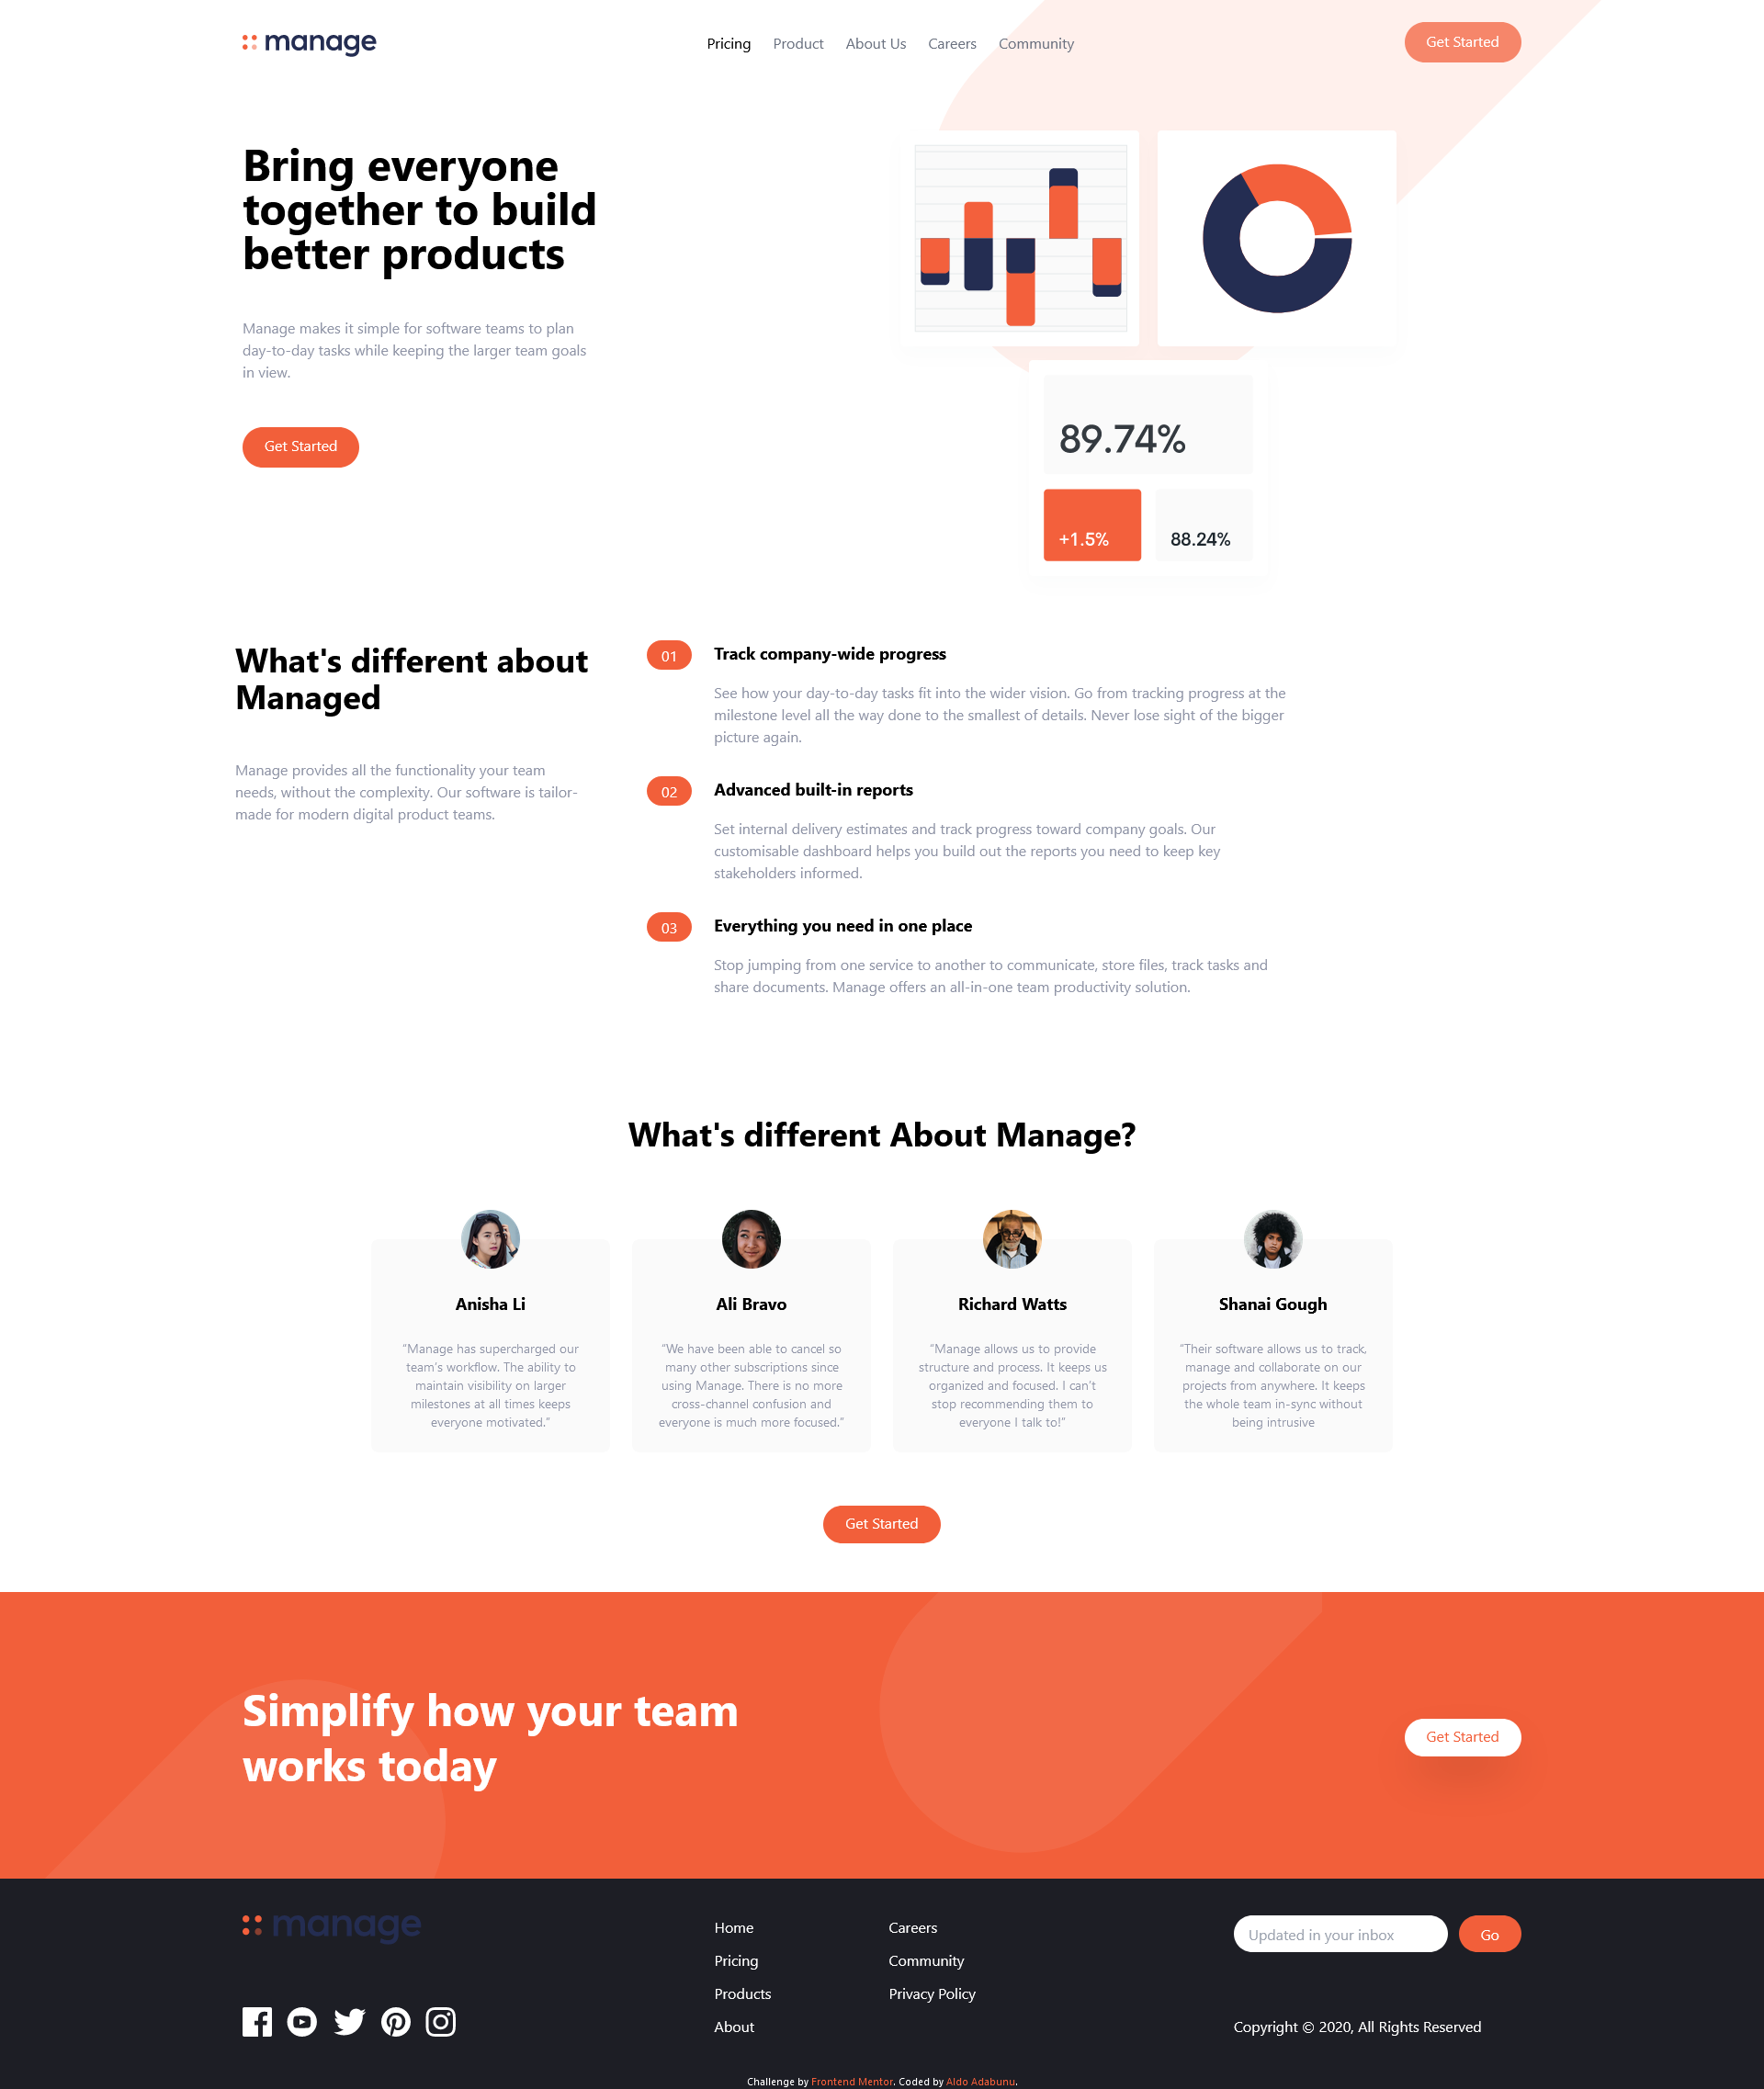 manage
Pricing Product About Us Careers Community
Get Started
Bring everyone
together to build
better products
Manage makes it simple for software teams to plan
day-to-day tasks while keeping the larger team goals
in view.
Get Started
89.74%
+1.5%
88.24%
What's different about
Managed
Manage provides all the functionality your team
needs, without the complexity. Our software is tailor-
made for modern digital product teams.
01
Track company-wide progress
See how your day-to-day tasks fit into the wider vision. Go from tracking progress at the
milestone level all the way done to the smallest of details. Never lose sight of the bigger
picture again.
02
Advanced built-in reports
Set internal delivery estimates and track progress toward company goals. Our
customisable dashboard helps you build out the reports you need to keep key
stakeholders informed.
03
Everything you need in one place
Stop jumping from one service to another to communicate, store files, track tasks and
share documents. Manage offers an all-in-one team productivity solution.
What's different About Manage?
Anisha Li
"Manage has supercharged our
team's workflow. The ability to
maintain visibility on larger
milestones at all times keeps
everyone motivated."
Ali Bravo
"We have been able to cancel so
many other subscriptions since
using Manage. There is no more
cross-channel confusion and
everyone is much more focused."
Richard Watts
"Manage allows us to provide
structure and process. It keeps us
organized and focused. I can't
stop recommending them to
everyone I talk to!"
Shanai Gough
"Their software allows us to track,
manage and collaborate on our
projects from anywhere. It keeps
the whole team in-sync without
being intrusive
Get Started
Simplify how your team
works today
Get Started
manage
Home
Pricing
Products
About
Careers
Community
Privacy Policy
Updated in your inbox
Go
Copyright © 2020, All Rights Reserved
Challenge by Frontend Mentor. Coded by Aldo Adabunu.